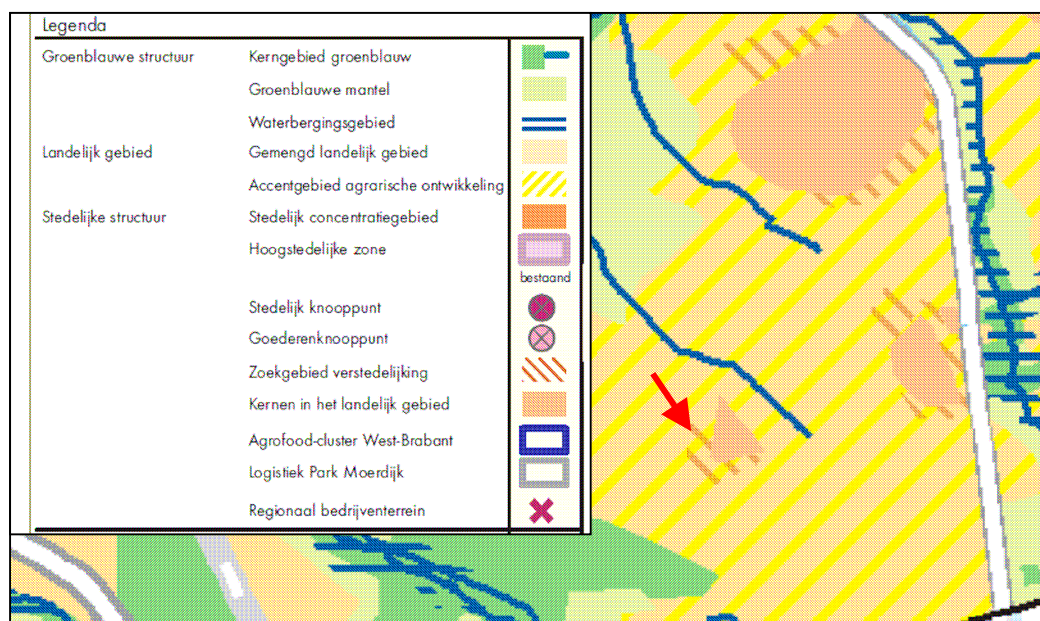 Legenda
Groenblauwe structuur Kerngebied groenblauw
Groenblauwe mantel
Waterbergingsgebied
Landelijk gebied Gemengd landelijk gebied
Accentgebied agrarische ontwikkeling
Stedelijke structuur Stedelijk concentratiegebied
Hoogstedelijke zone
bestaand
Stedelijk knooppunt
Goederenknooppunt
Zoekgebied verstedelijking
Kernen in het landelijk gebied
Agrofood-cluster West-Brabant
Logistiek Park Moerdijk
Regionaal bedrijventerrein